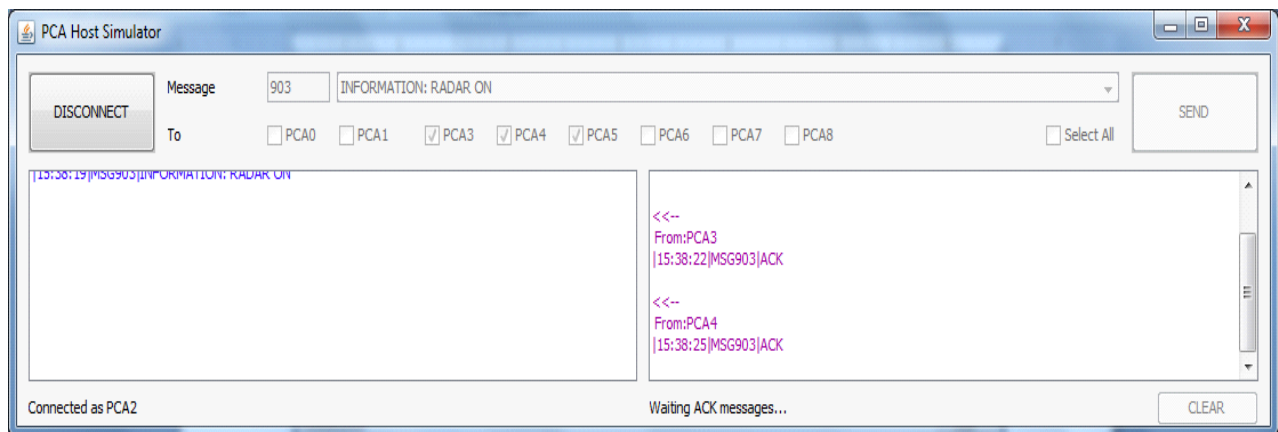 PCA Host Simulator
DISCONNECT
Message 903 INFORMATION: RADAR ON
SEND
To PCA0 PCA1 PCA3 PCA4 PCA5 PCA6 PCA7 PCA8 Select All
|15:38:19|MSG903|INFORMATION: RADAR ON
<<--
From:PCA3
|15:38:22|MSG903|ACK
<<--
From:PCA4
|15:38:25|MSG903|ACK
Connected as PCA2
Waiting ACK messages...
CLEAR